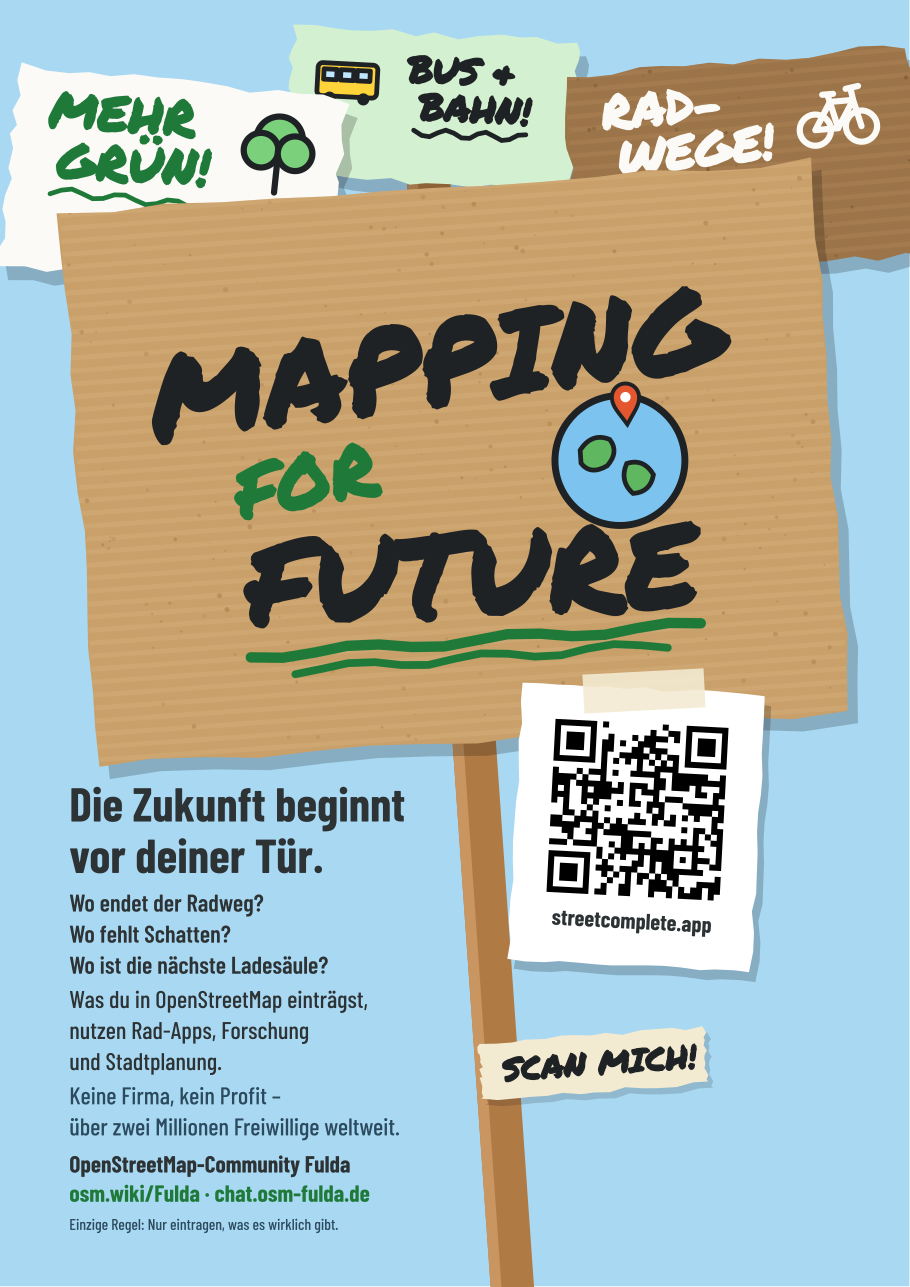 MEHR
GRÜN!
BUS +
BAHN!
RAD-
WEGE!
MAPPING
FOR
FUTURE
streetcomplete.app
SCAN MICH!
Die Zukunft beginnt
vor deiner Tür.
Wo endet der Radweg?
Wo fehlt Schatten?
Wo ist die nächste Ladesäule?
Was du in OpenStreetMap einträgst,
nutzen Rad-Apps, Forschung
und Stadtplanung.
Keine Firma, kein Profit –
über zwei Millionen Freiwillige weltweit.
OpenStreetMap-Community Fulda
osm.wiki/Fulda · chat.osm-fulda.de
Einzige Regel: Nur eintragen, was es wirklich gibt.